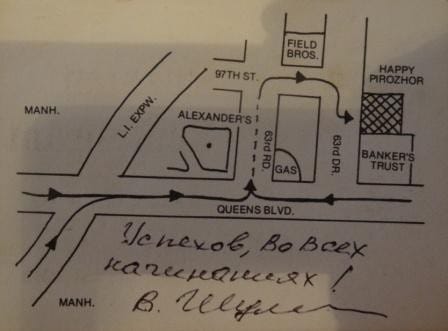 FIELD
BROS.
97TH ST.
HAPPY
PIROZHOR
MANH.
L.I. EXPW.
ALEXANDER'S
63rd RD.
63rd DR.
GAS
BANKER'S
TRUST
QUEENS BLVD.
Успехов, во всех
начинаниях!
MANH.
В.